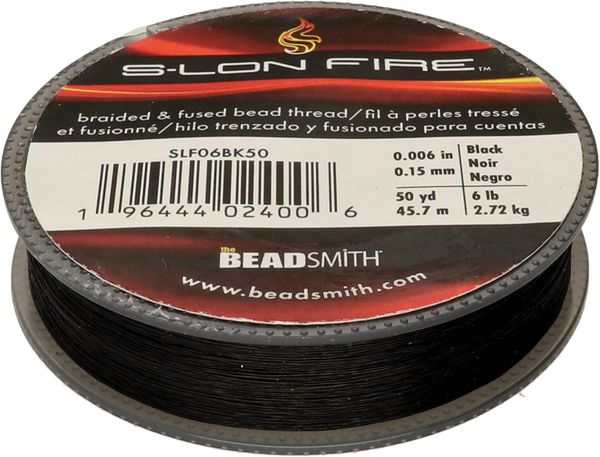 S-LON FIRE™
braided & fused bead thread/fil à perles tressé
et fusionné/hilo trenzado y fusionado para cuentas
SLF06BK50
0.006 in
0.15 mm
Black
Noir
Negro
50 yd
45.7 m
6 lb
2.72 kg
1 96444 02400 6
the BEADSMITH™
www.beadsmith.com